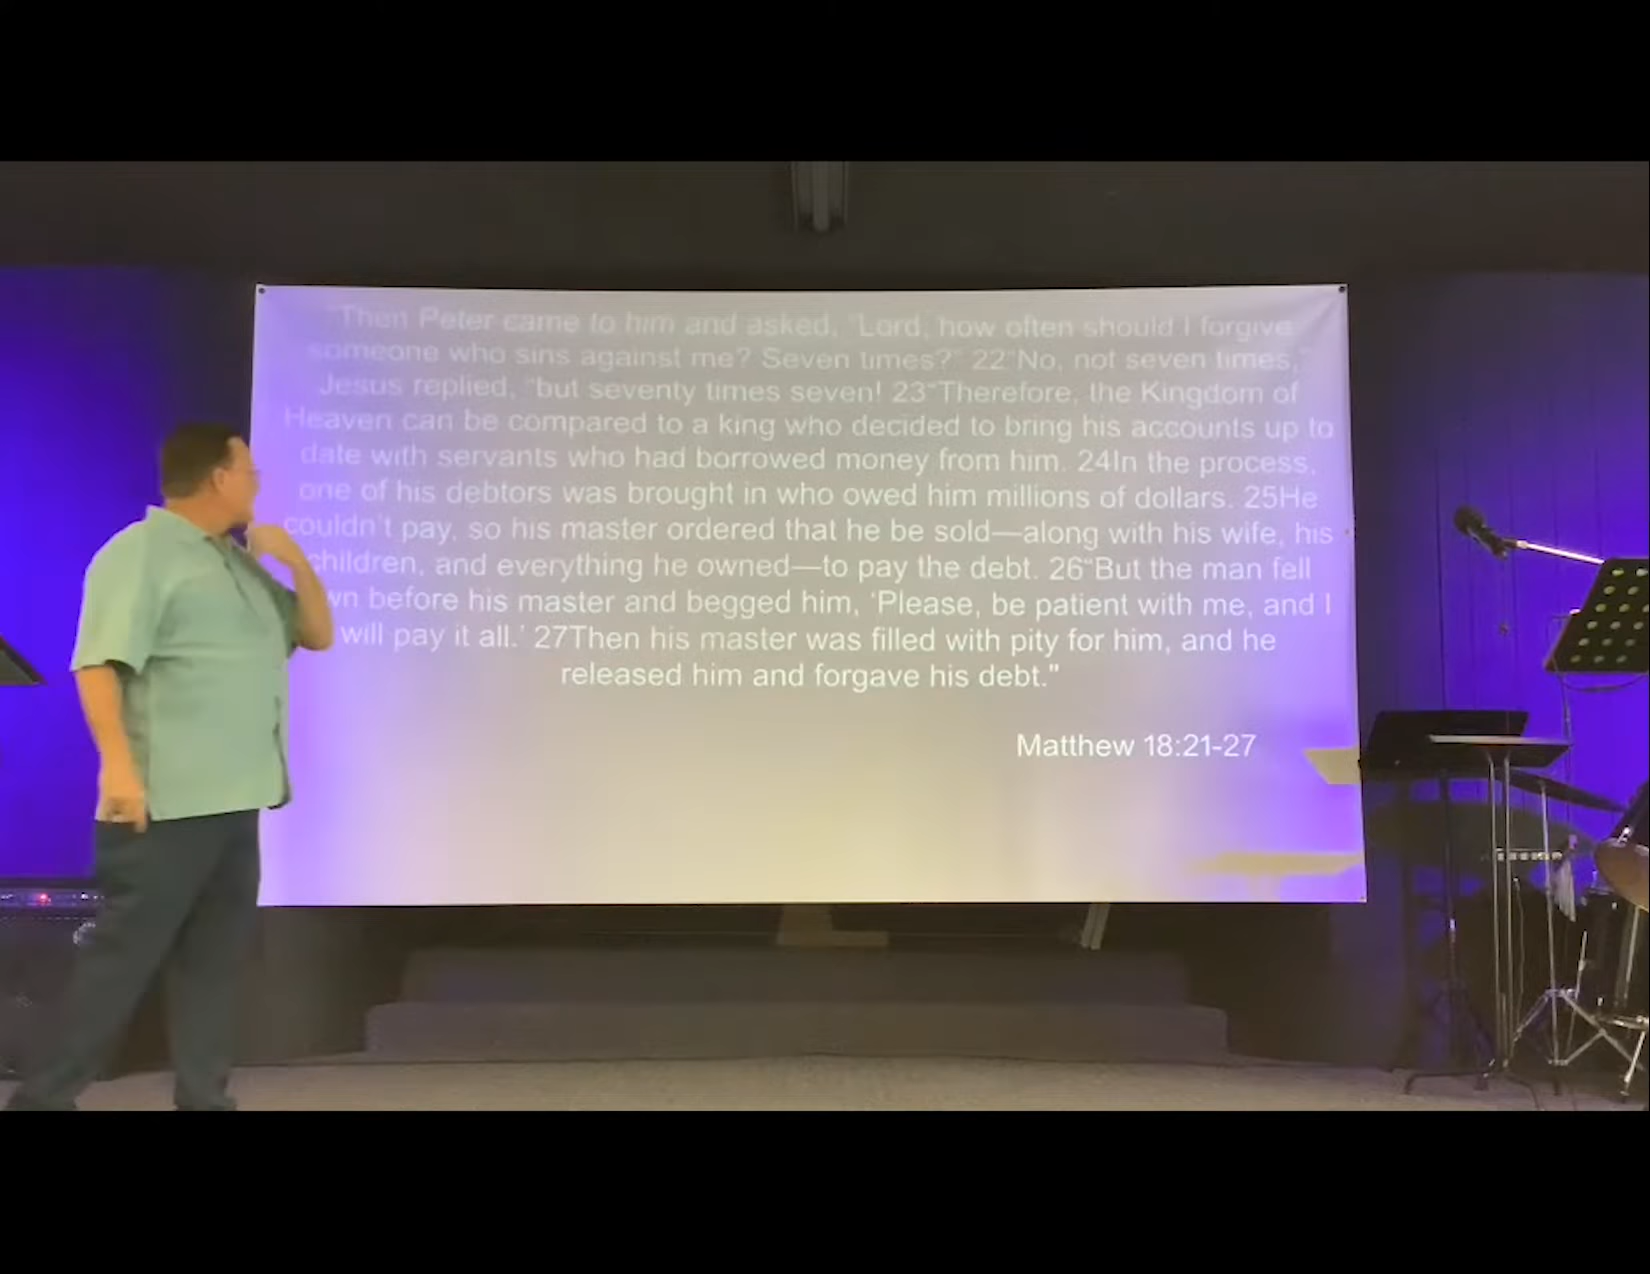 "Then Peter came to him and asked, "Lord, how often should I forgive
someone who sins against me? Seven times?" 22"No, not seven times,"
Jesus replied, "but seventy times seven! 23"Therefore, the Kingdom of
Heaven can be compared to a king who decided to bring his accounts up to
date with servants who had borrowed money from him. 24In the process,
one of his debtors was brought in who owed him millions of dollars. 25He
couldn't pay, so his master ordered that he be sold—along with his wife, his
children, and everything he owned—to pay the debt. 26"But the man fell
wn before his master and begged him, 'Please, be patient with me, and I
will pay it all.' 27Then his master was filled with pity for him, and he
released him and forgave his debt."
Matthew 18:21-27